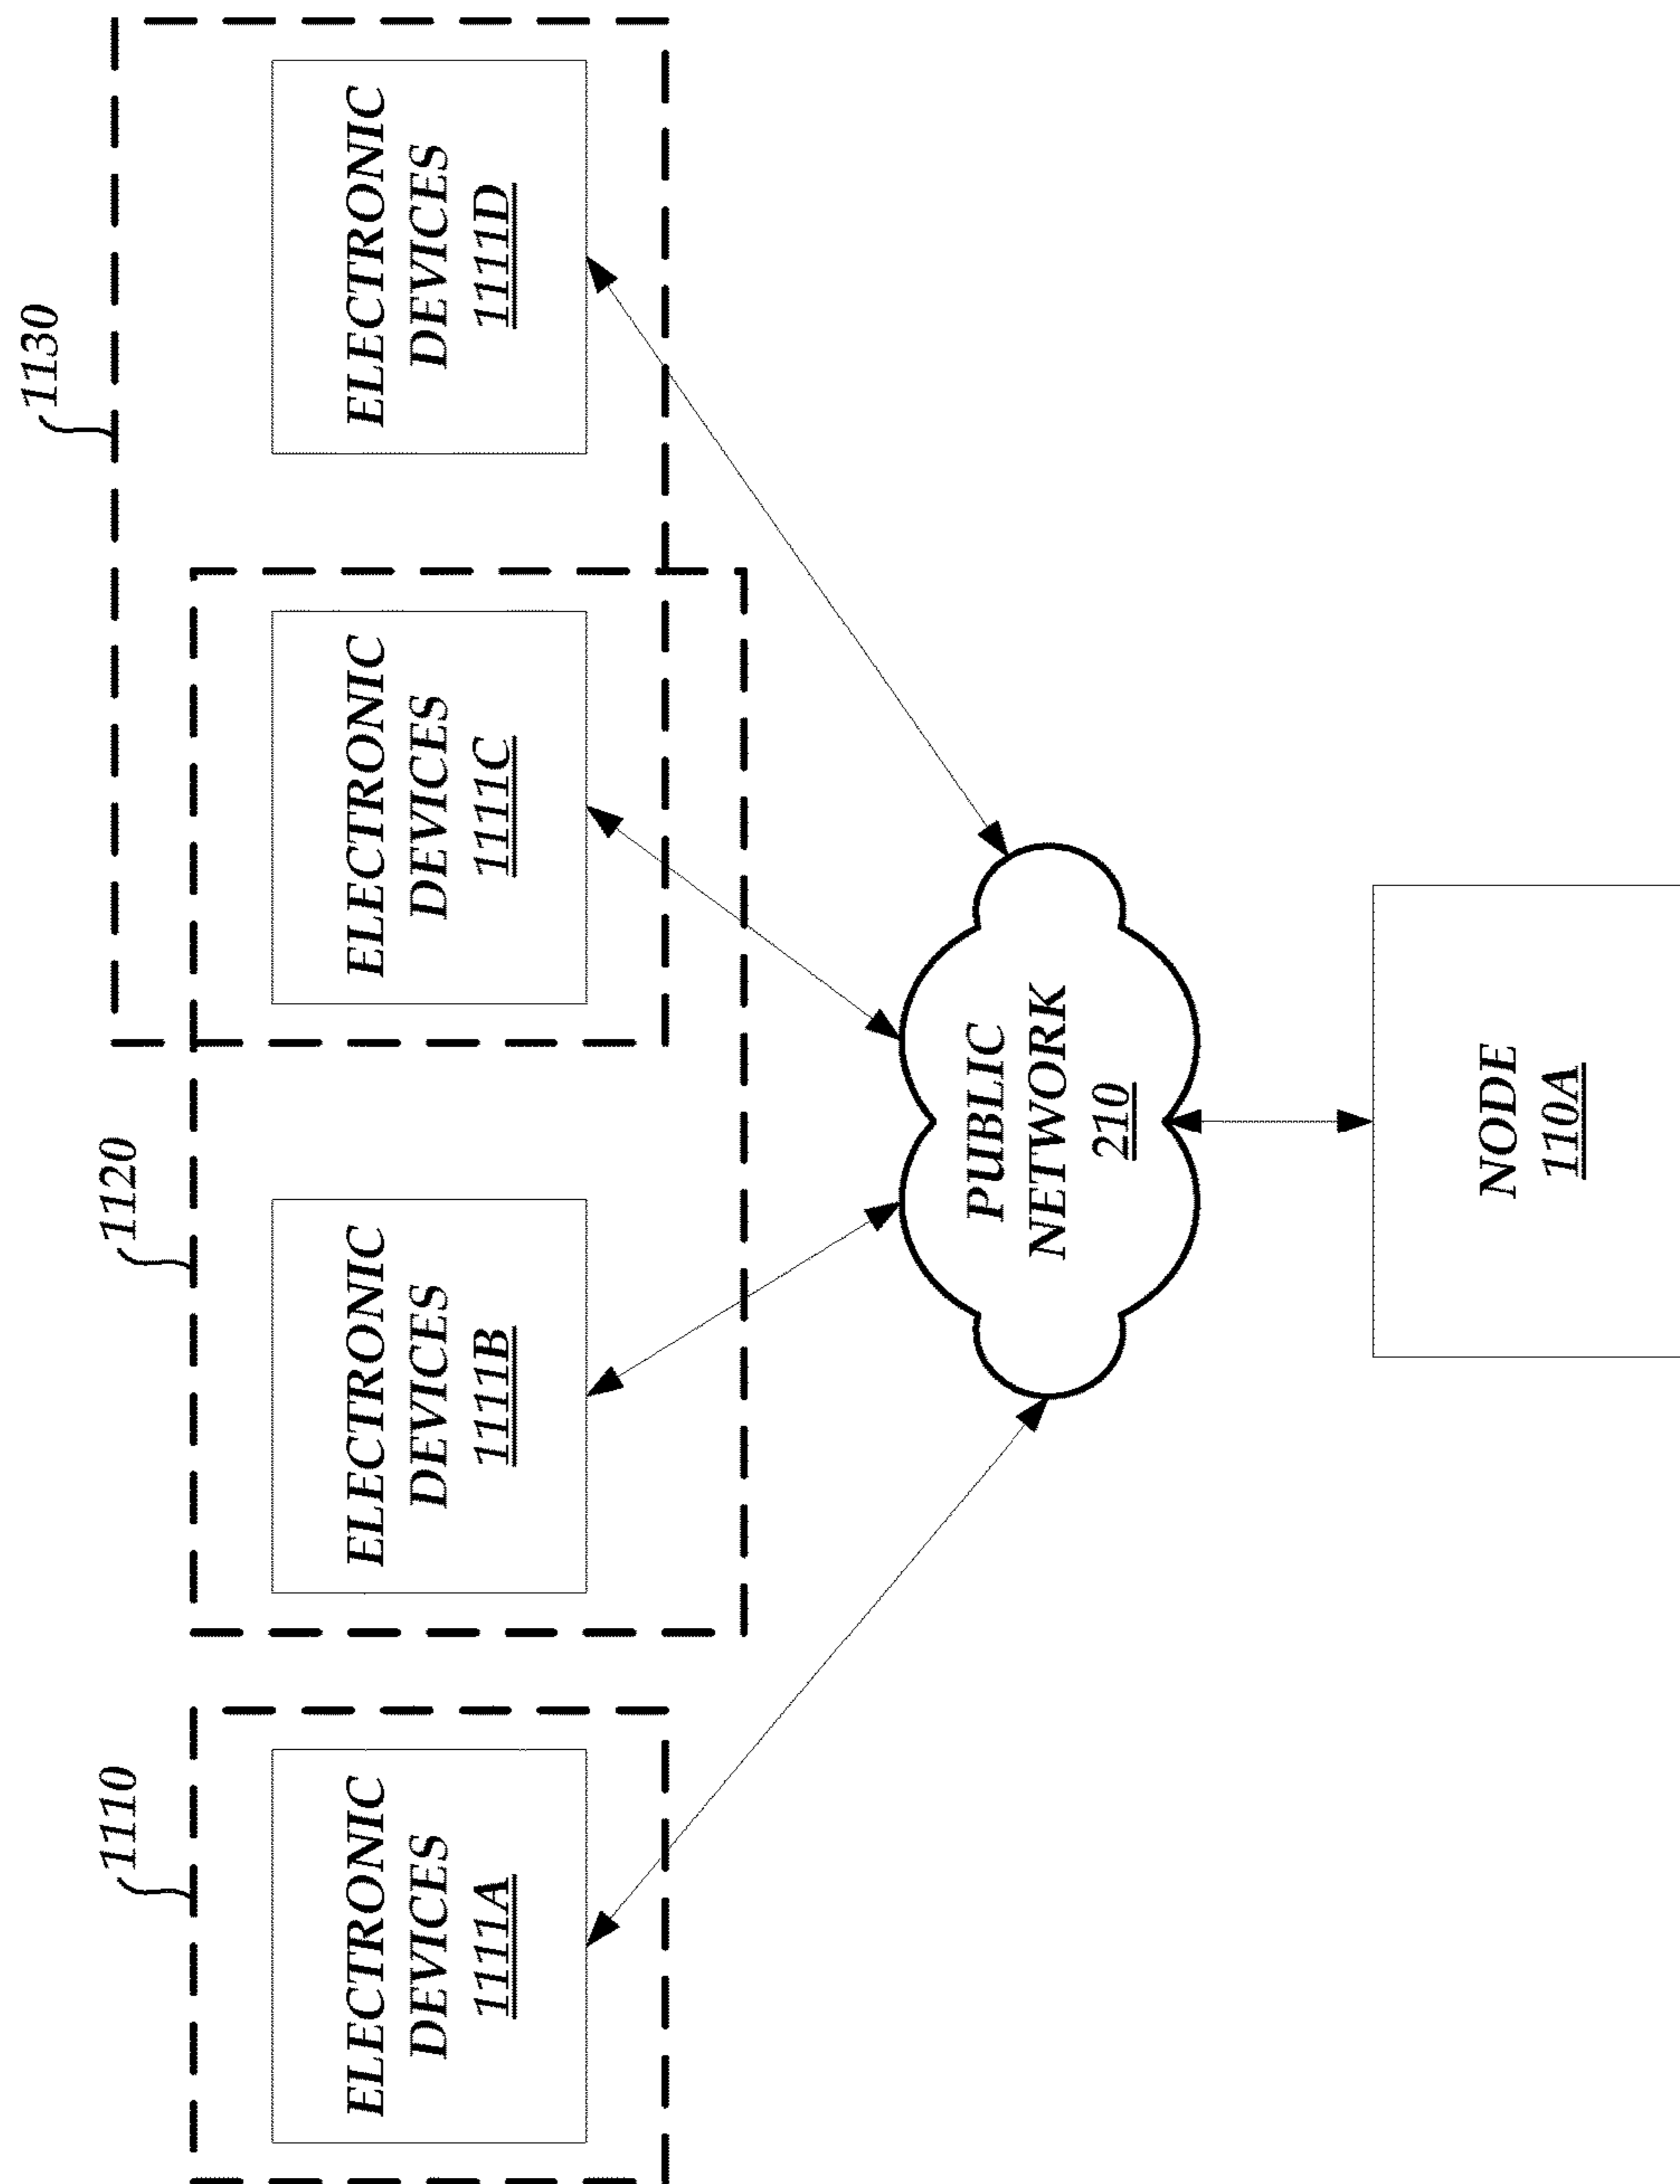 1110
1120
1130
ELECTRONIC
DEVICES
1111A
ELECTRONIC
DEVICES
1111B
ELECTRONIC
DEVICES
1111C
ELECTRONIC
DEVICES
1111D
PUBLIC
NETWORK
210
NODE
110A